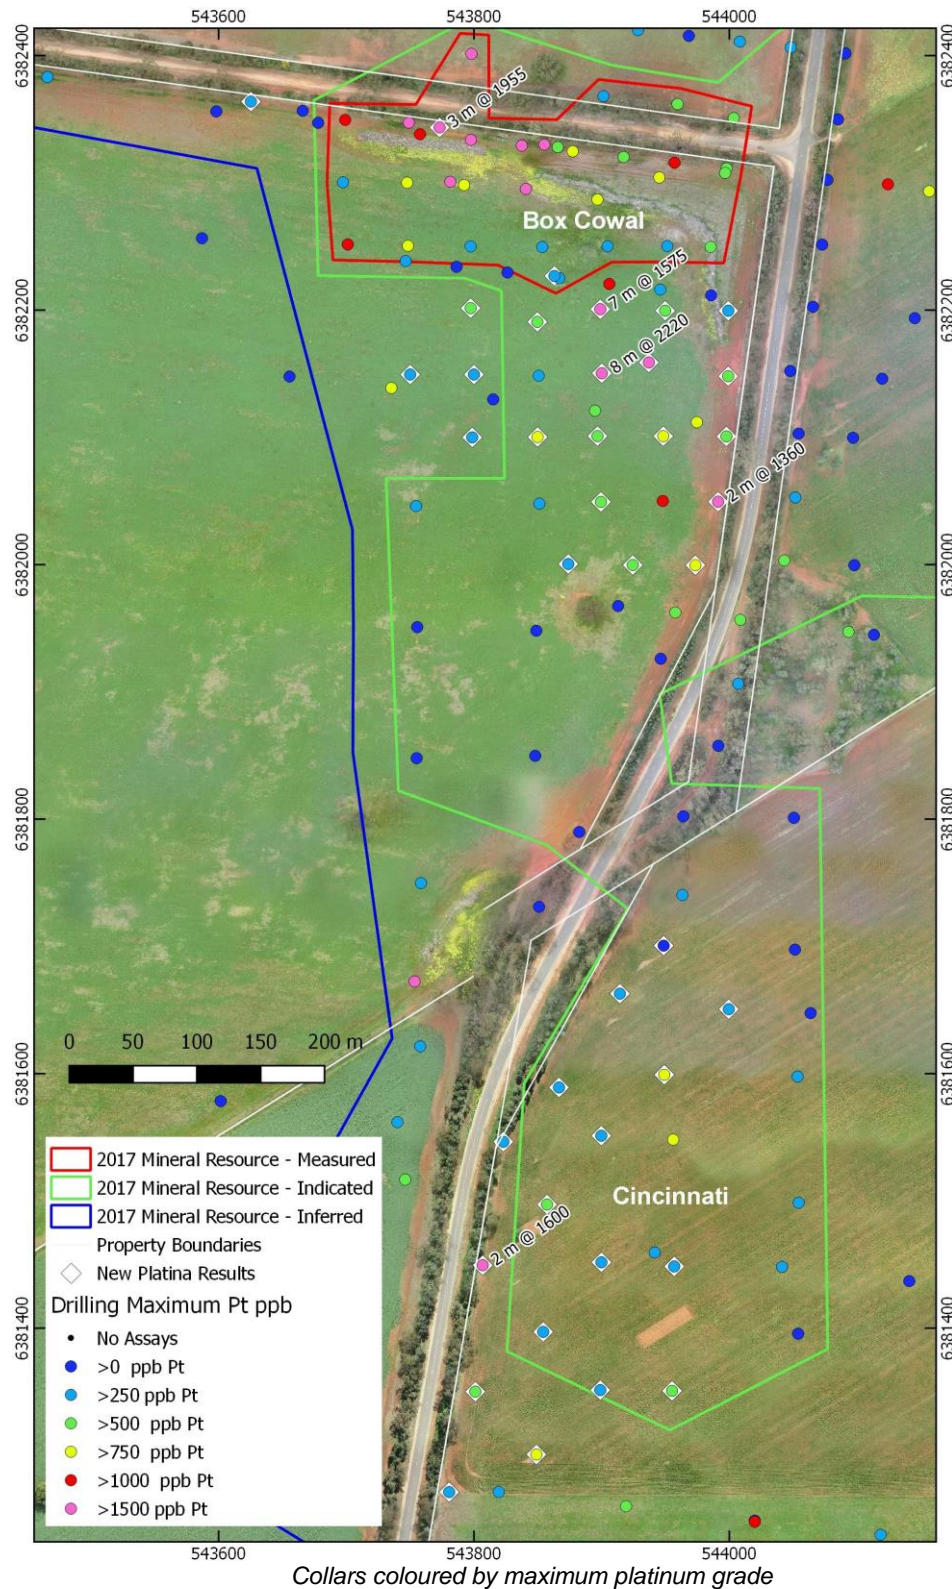 543600 543800 544000
6382400 6382400
3 m @ 1955
Box Cowal
7 m @ 1575
6382200 6382200
8 m @ 2220
2 m @ 1360
6382000 6382000
6381800 6381800
0 50 100 150 200 m
6381600 6381600
2017 Mineral Resource - Measured
2017 Mineral Resource - Indicated
2017 Mineral Resource - Inferred
Property Boundaries
New Platina Results
Drilling Maximum Pt ppb
No Assays
>0 ppb Pt
>250 ppb Pt
>500 ppb Pt
>750 ppb Pt
>1000 ppb Pt
>1500 ppb Pt
Cincinnati
2 m @ 1600
6381400 6381400
543600 543800 544000
Collars coloured by maximum platinum grade